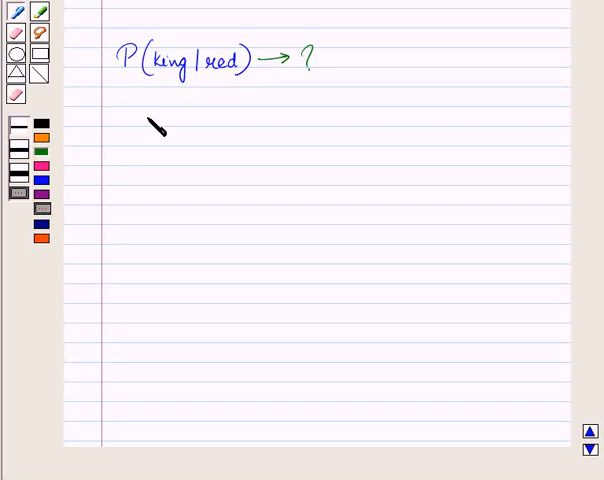 P(king | red) → ?